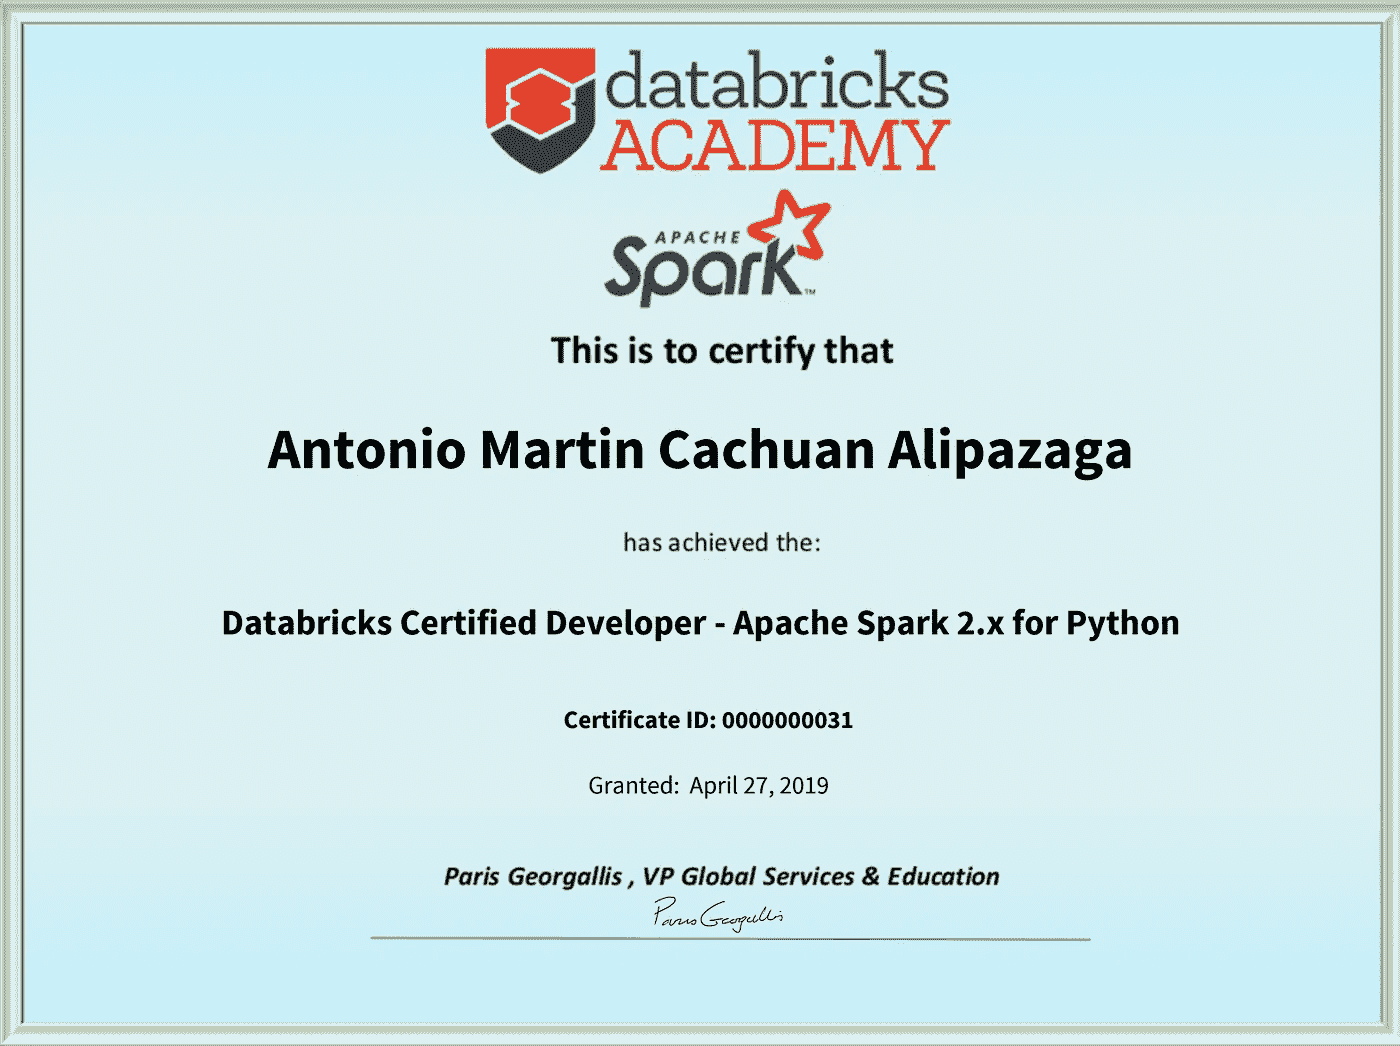 databricks
ACADEMY
APACHE
Spark™
This is to certify that
Antonio Martin Cachuan Alipazaga
has achieved the:
Databricks Certified Developer - Apache Spark 2.x for Python
Certificate ID: 0000000031
Granted: April 27, 2019
Paris Georgallis , VP Global Services & Education
Paris Georgallis